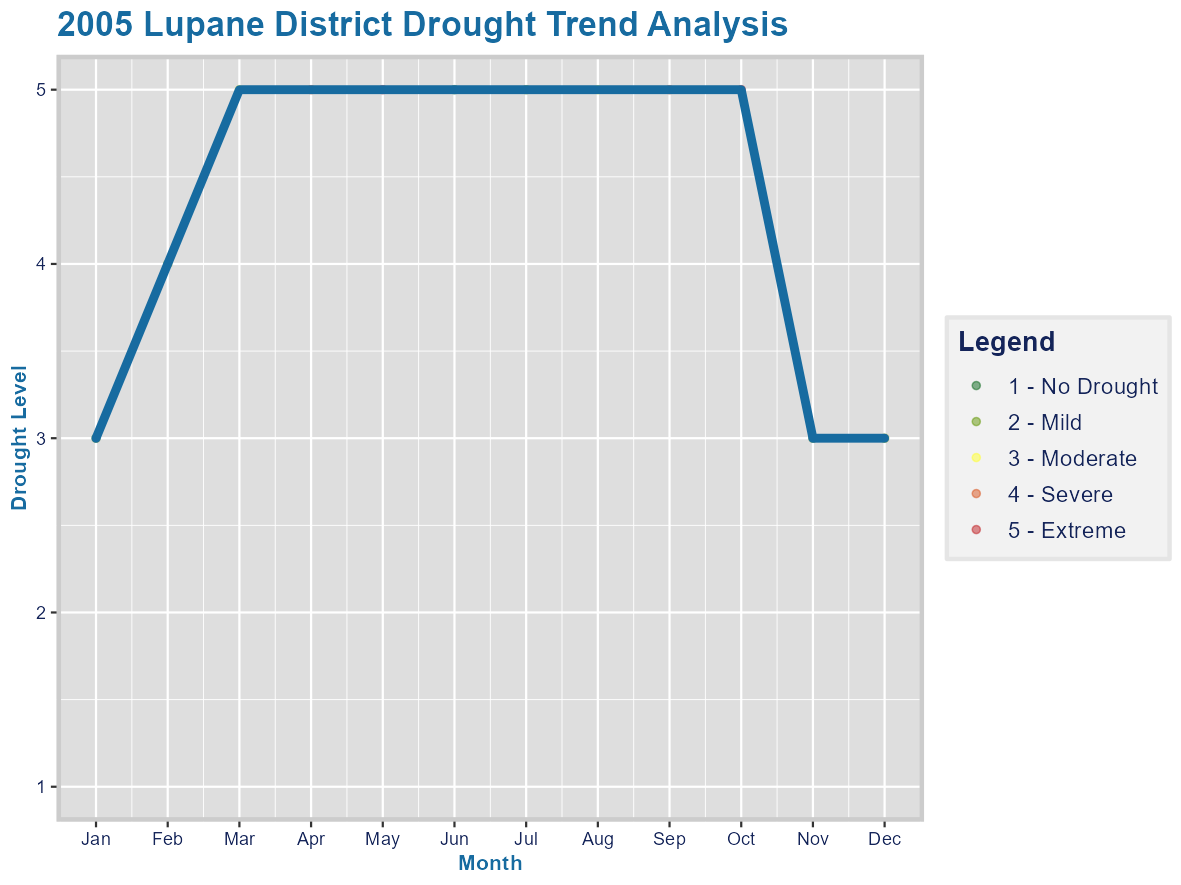 2005 Lupane District Drought Trend Analysis
Drought Level
5
4
3
2
1
Jan Feb Mar Apr May Jun Jul Aug Sep Oct Nov Dec
Month
Legend
1 - No Drought
2 - Mild
3 - Moderate
4 - Severe
5 - Extreme